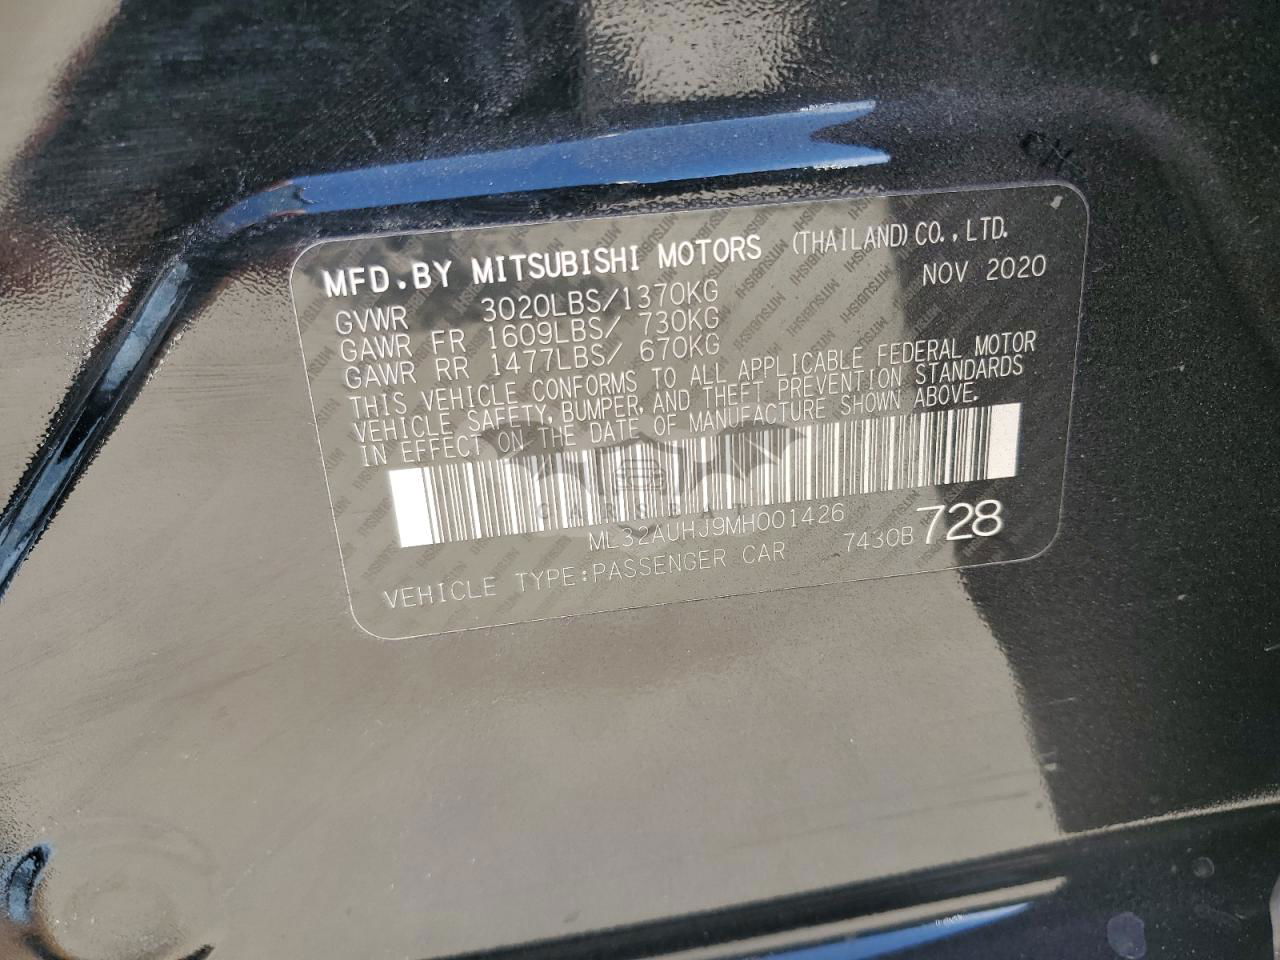 MFD.BY MITSUBISHI MOTORS (THAILAND) CO.,LTD.
NOV 2020
GVWR 3020LBS/1370KG
GAWR FR 1609LBS/ 730KG
GAWR RR 1477LBS/ 670KG
THIS VEHICLE CONFORMS TO ALL APPLICABLE FEDERAL MOTOR
VEHICLE SAFETY, BUMPER, AND THEFT PREVENTION STANDARDS
IN EFFECT ON THE DATE OF MANUFACTURE SHOWN ABOVE.
CARSBAT
ML32AUHJ9MH001426
VEHICLE TYPE:PASSENGER CAR 7430B 728